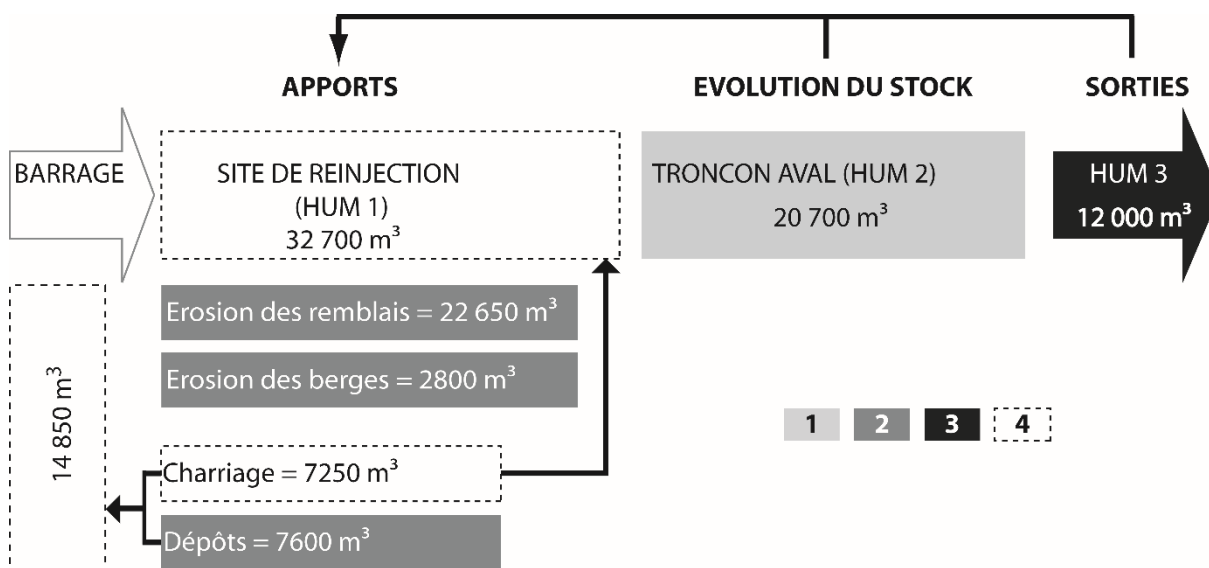 APPORTS
EVOLUTION DU STOCK
SORTIES
BARRAGE
SITE DE REINJECTION
(HUM 1)
32 700 m³
TRONCON AVAL (HUM 2)
20 700 m³
HUM 3
12 000 m³
Erosion des remblais = 22 650 m³
Erosion des berges = 2800 m³
14 850 m³
Charriage = 7250 m³
Dépôts = 7600 m³
1 2 3 4